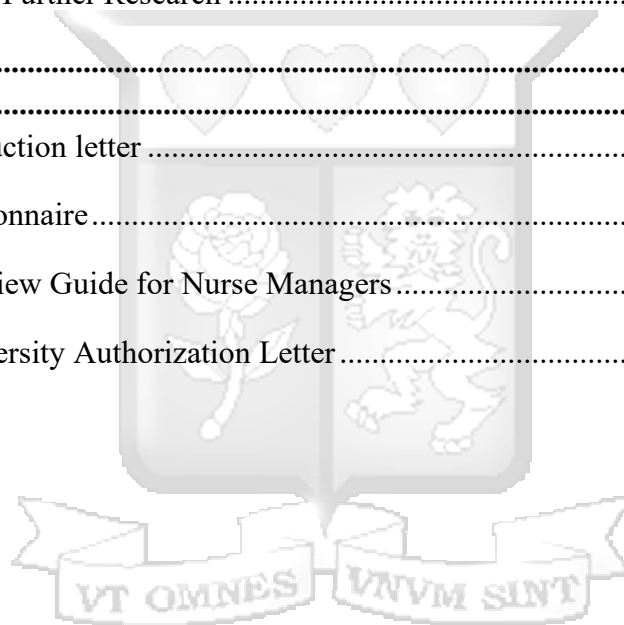 Further Research ........................................
................................................................
................................................................
uction letter ................................................
onnaire......................................................
iew Guide for Nurse Managers.........................
ersity Authorization Letter ..............................
VT OMNES VNVM SINT